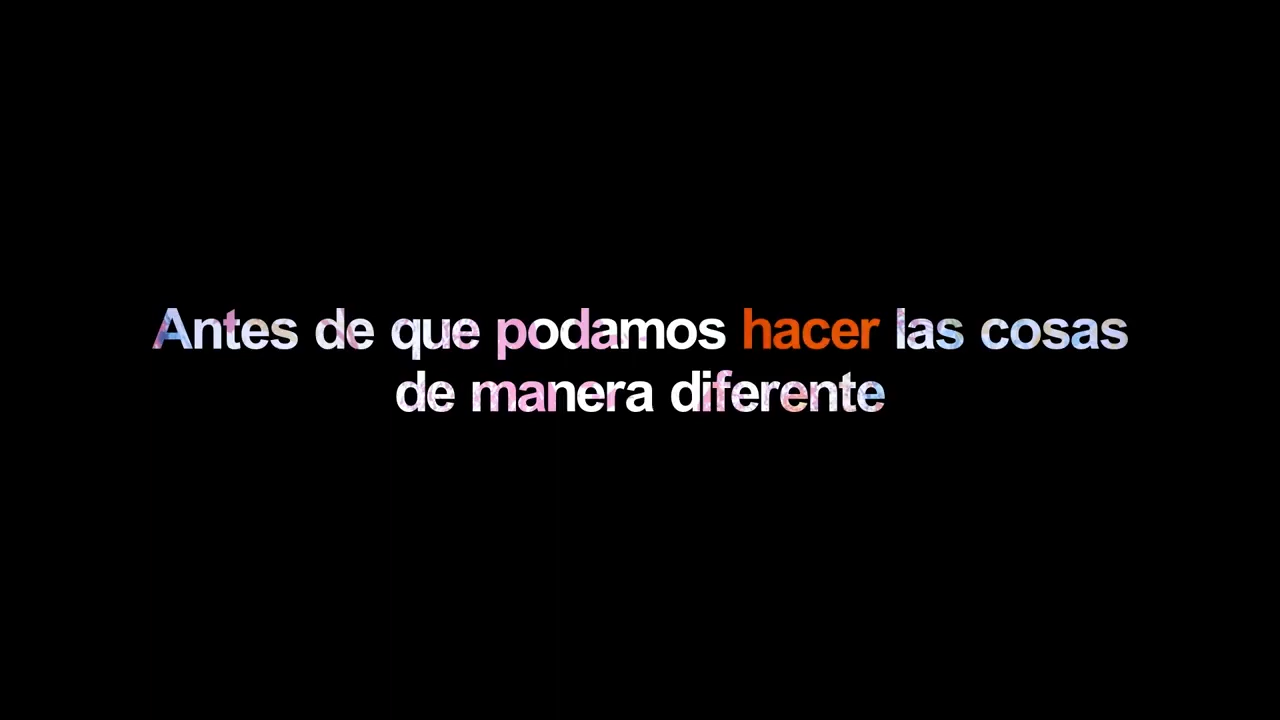 Antes de que podamos hacer las cosas
de manera diferente